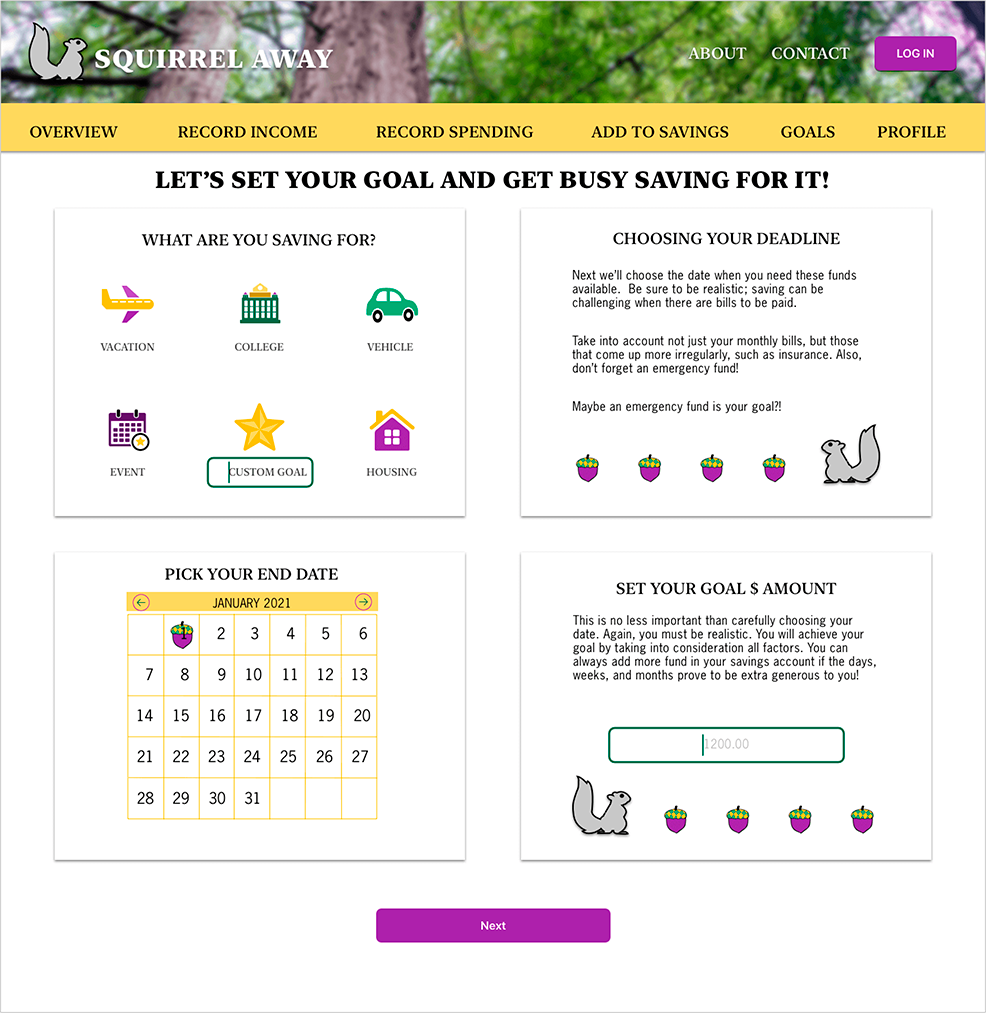 SQUIRREL AWAY
ABOUT CONTACT LOG IN
OVERVIEW RECORD INCOME RECORD SPENDING ADD TO SAVINGS GOALS PROFILE
LET'S SET YOUR GOAL AND GET BUSY SAVING FOR IT!
WHAT ARE YOU SAVING FOR?
VACATION COLLEGE VEHICLE
EVENT CUSTOM GOAL HOUSING
CHOOSING YOUR DEADLINE
Next we'll choose the date when you need these funds
available.  Be sure to be realistic; saving can be
challenging when there are bills to be paid.
Take into account not just your monthly bills, but those
that come up more irregularly, such as insurance. Also,
don't forget an emergency fund!
Maybe an emergency fund is your goal?!
PICK YOUR END DATE
JANUARY 2021
1 2 3 4 5 6
7 8 9 10 11 12 13
14 15 16 17 18 19 20
21 22 23 24 25 26 27
28 29 30 31
SET YOUR GOAL $ AMOUNT
This is no less important than carefully choosing your
date. Again, you must be realistic. You will achieve your
goal by taking into consideration all factors. You can
always add more fund in your savings account if the days,
weeks, and months prove to be extra generous to you!
1200.00
Next